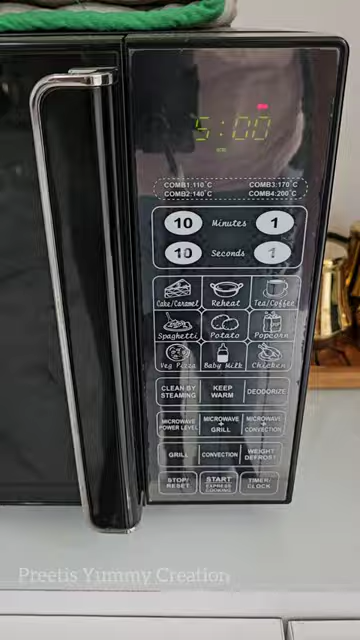 5:00
COMB1:110°C COMB3:170°C
COMB2:140°C COMB4:200°C
10 Minutes 1
10 Seconds 1
Cake/Caramel Reheat Tea/Coffee
Spaghetti Potato Popcorn
Veg Pizza Baby Milk Chicken
CLEAN BY STEAMING KEEP WARM DEODORIZE
MICROWAVE POWER LEVEL MICROWAVE + GRILL MICROWAVE + CONVECTION
GRILL CONVECTION WEIGHT DEFROST
STOP/RESET START EXPRESS COOKING TIMER/CLOCK
Preetis Yummy Creation